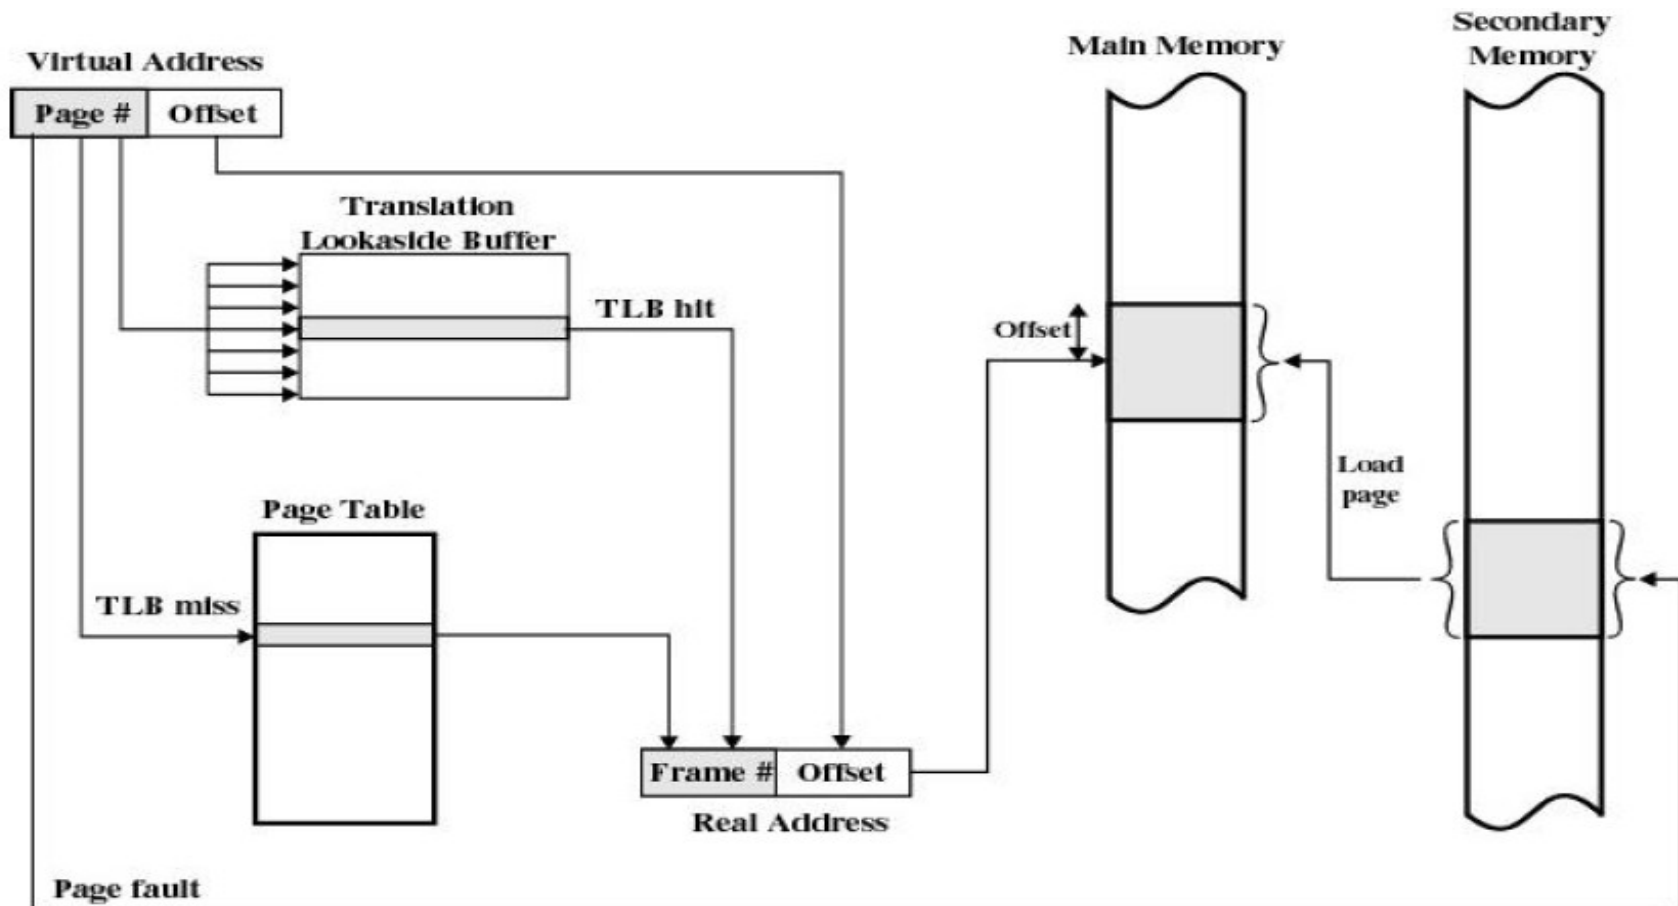 Virtual Address
Page #
Offset
Translation
Lookaside Buffer
TLB hit
Page Table
TLB miss
Frame #
Offset
Real Address
Page fault
Main Memory
Offset
Load
page
Secondary
Memory